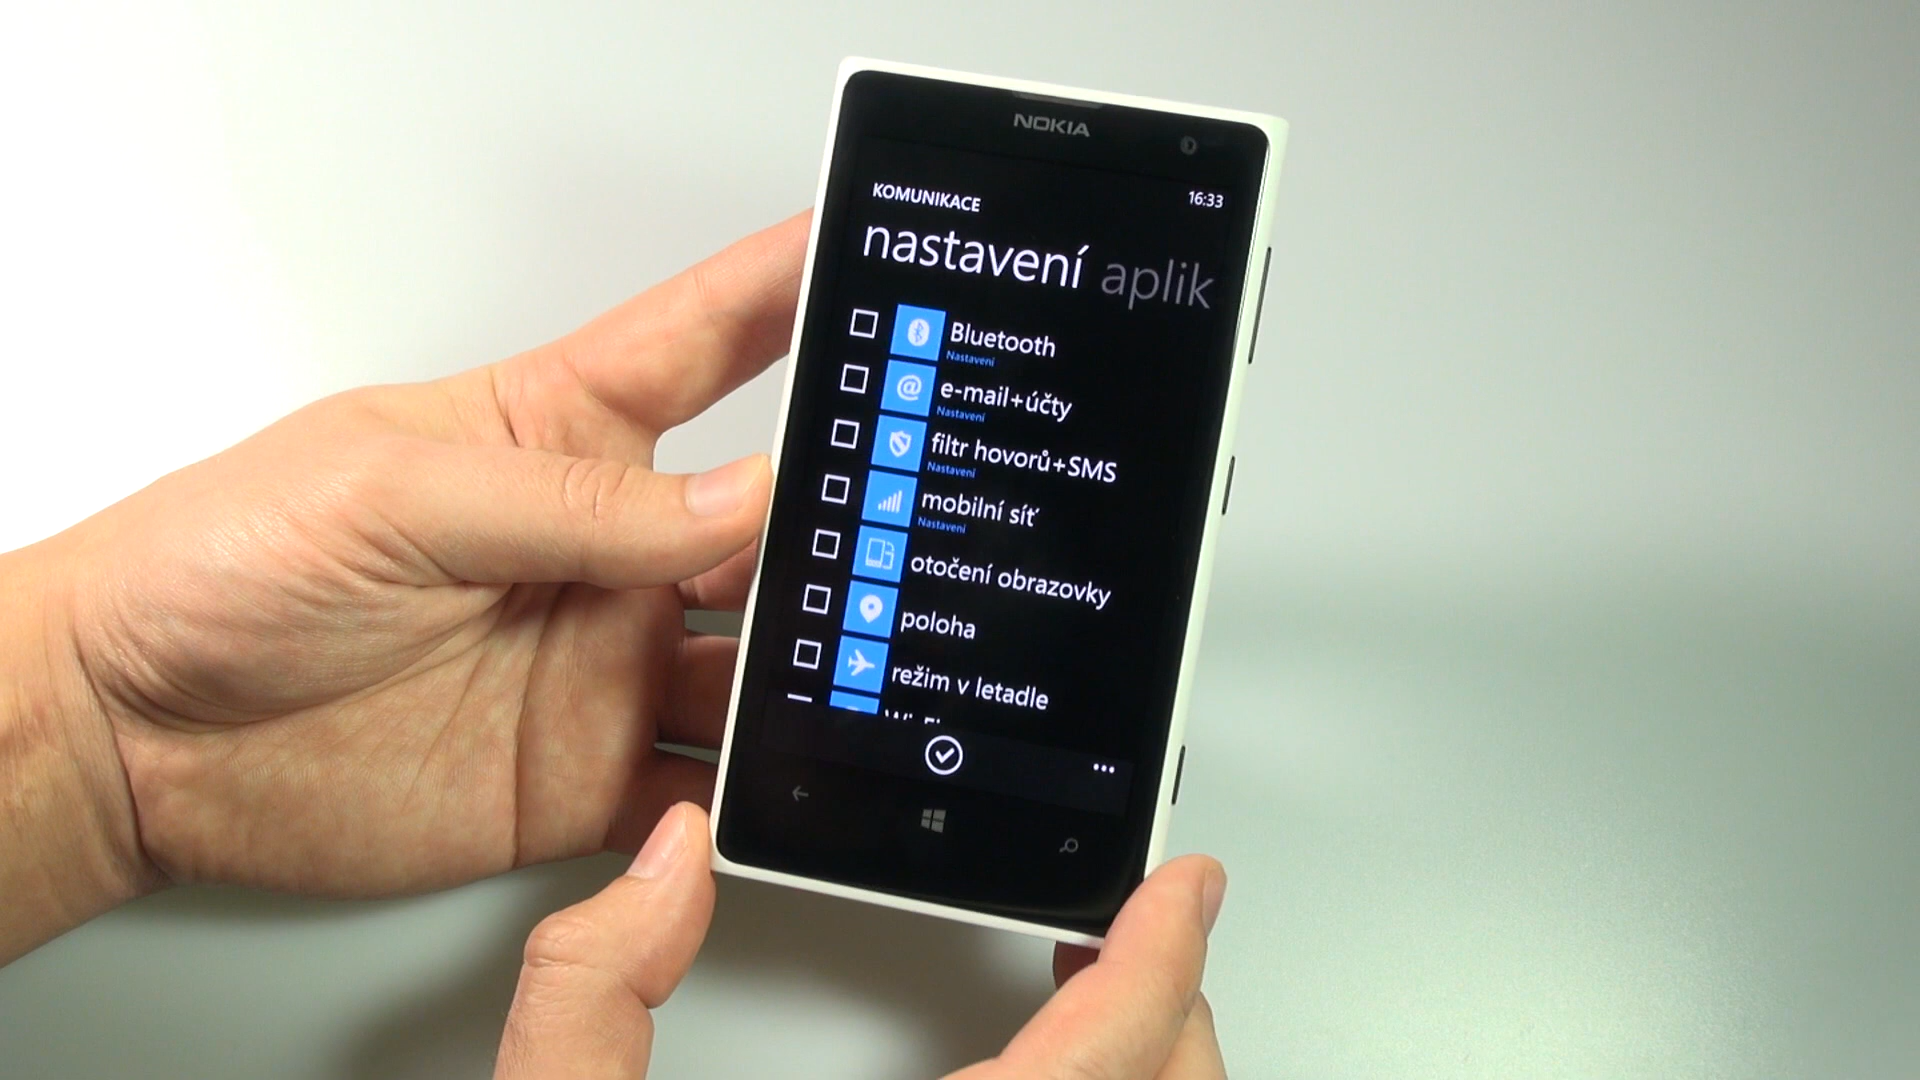 NOKIA
KOMUNIKACE 16:33
nastavení aplik
Bluetooth
Nastavení
e-mail+účty
Nastavení
filtr hovorů+SMS
Nastavení
mobilní síť
Nastavení
otočení obrazovky
poloha
režim v letadle